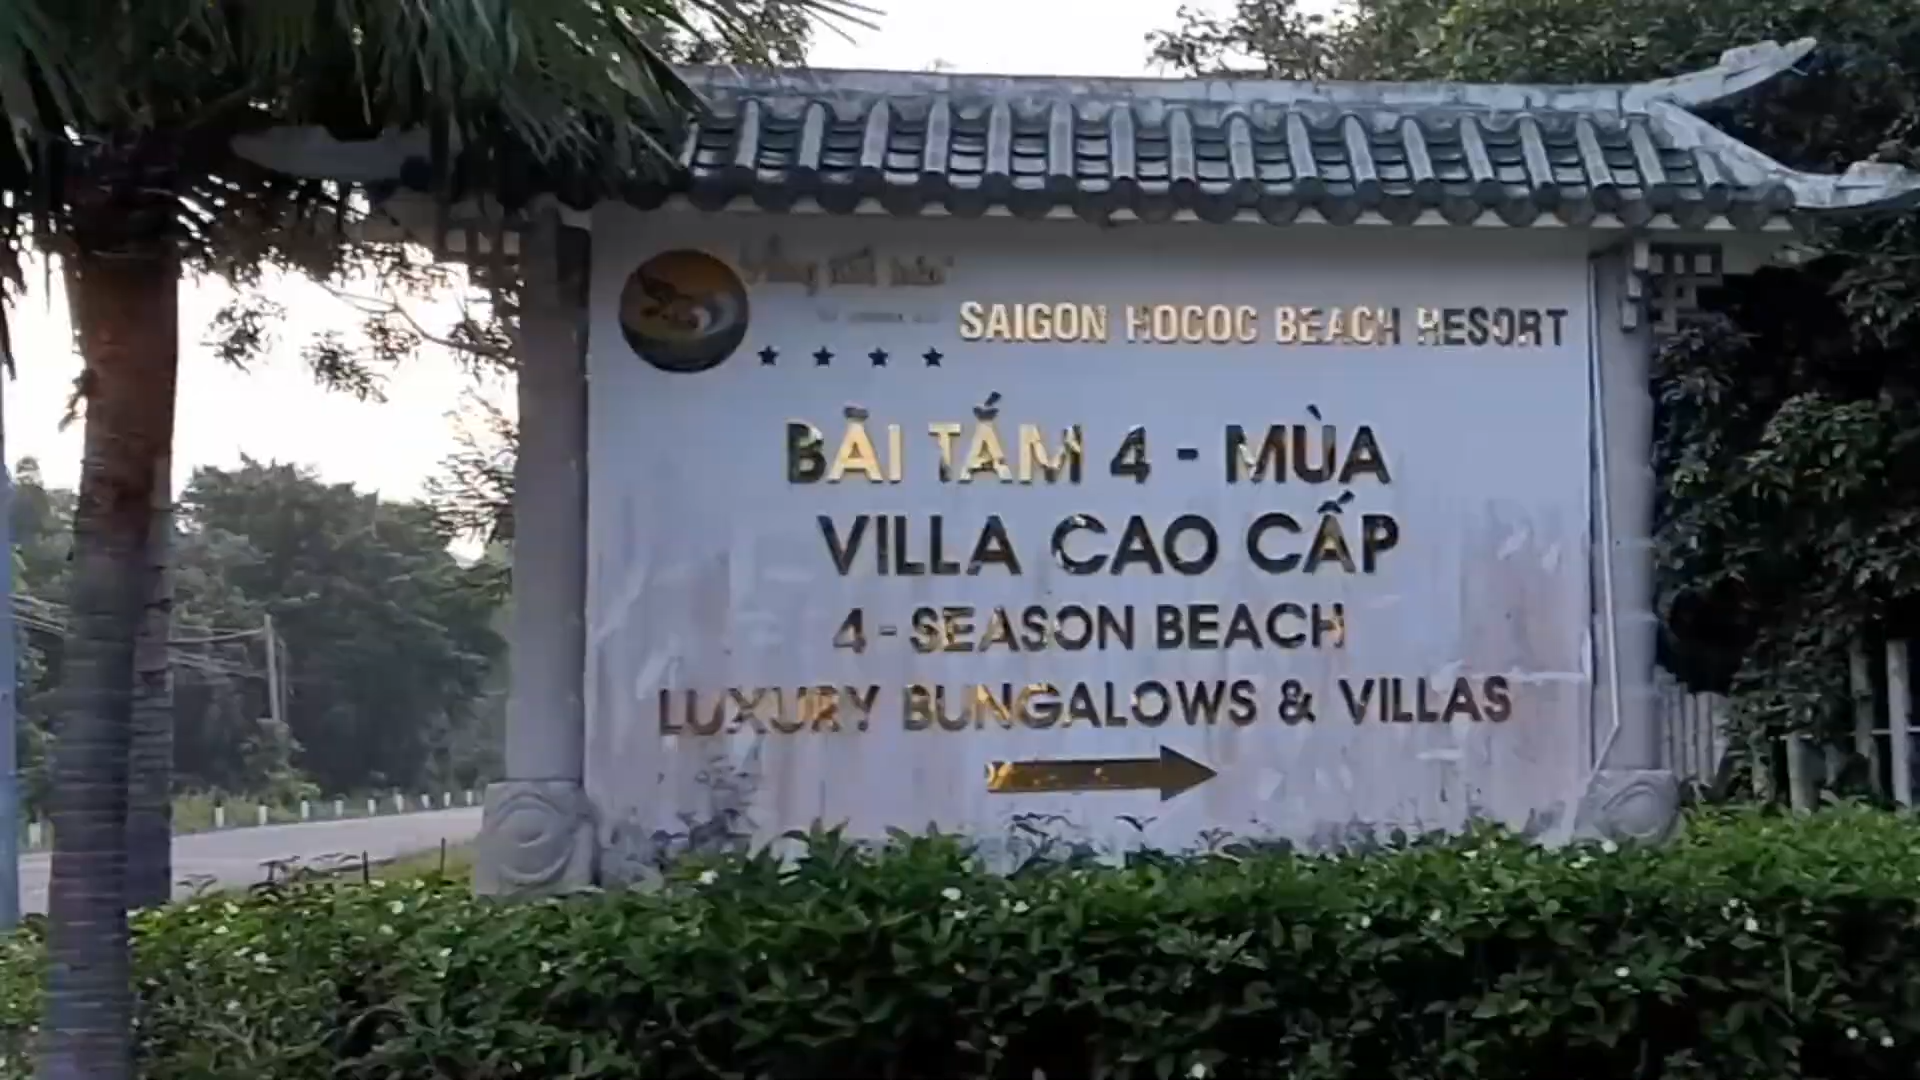 SAIGON HOCOC BEACH RESORT
BÃI TẮM 4 - MÙA
VILLA CAO CẤP
4 - SEASON BEACH
LUXURY BUNGALOWS & VILLAS